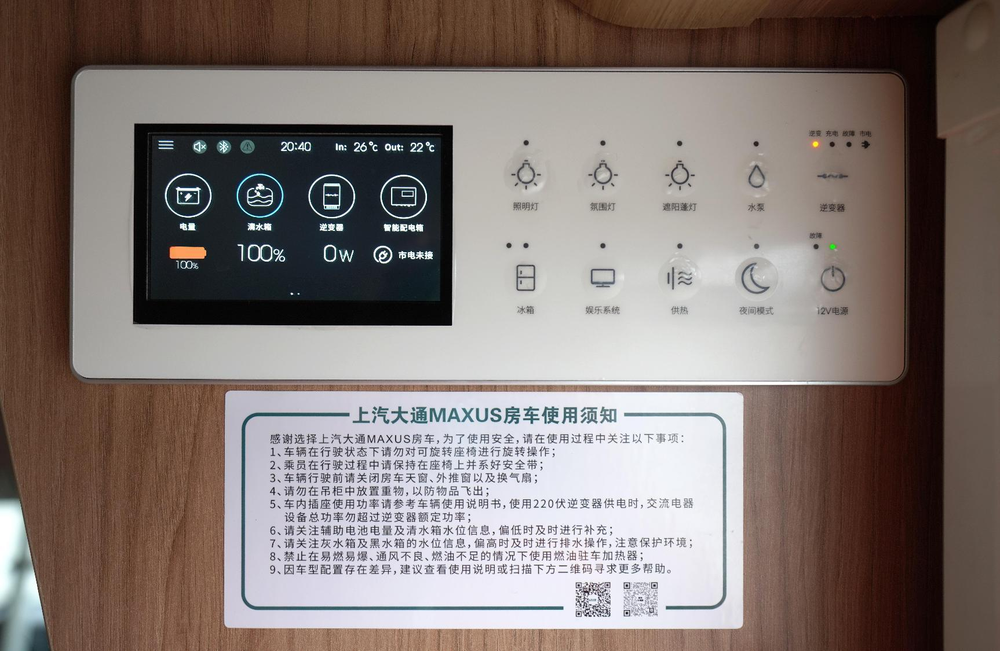 20:40 In: 26℃ Out: 22℃
电量 清水箱 逆变器 智能配电箱
100% 100% 0W 市电未接
逆变 充电 故障 市电
照明灯 氛围灯 遮阳蓬灯 水泵 逆变器
故障
冰箱 娱乐系统 供热 夜间模式 12V电源
上汽大通MAXUS房车使用须知
感谢选择上汽大通MAXUS房车,为了使用安全,请在使用过程中关注以下事项:
1、车辆在行驶状态下请勿对可旋转座椅进行旋转操作;
2、乘员在行驶过程中请保持在座椅上并系好安全带;
3、车辆行驶前请关闭房车天窗、外推窗以及换气扇;
4、请勿在吊柜中放置重物,以防物品飞出;
5、车内插座使用功率请参考车辆使用说明书,使用220伏逆变器供电时,交流电器
设备总功率勿超过逆变器额定功率;
6、请关注辅助电池电量及清水箱水位信息,偏低时及时进行补充;
7、请关注灰水箱及黑水箱的水位信息,偏高时及时进行排水操作,注意保护环境;
8、禁止在易燃易爆、通风不良、燃油不足的情况下使用燃油驻车加热器;
9、因车型配置存在差异,建议查看使用说明或扫描下方二维码寻求更多帮助。